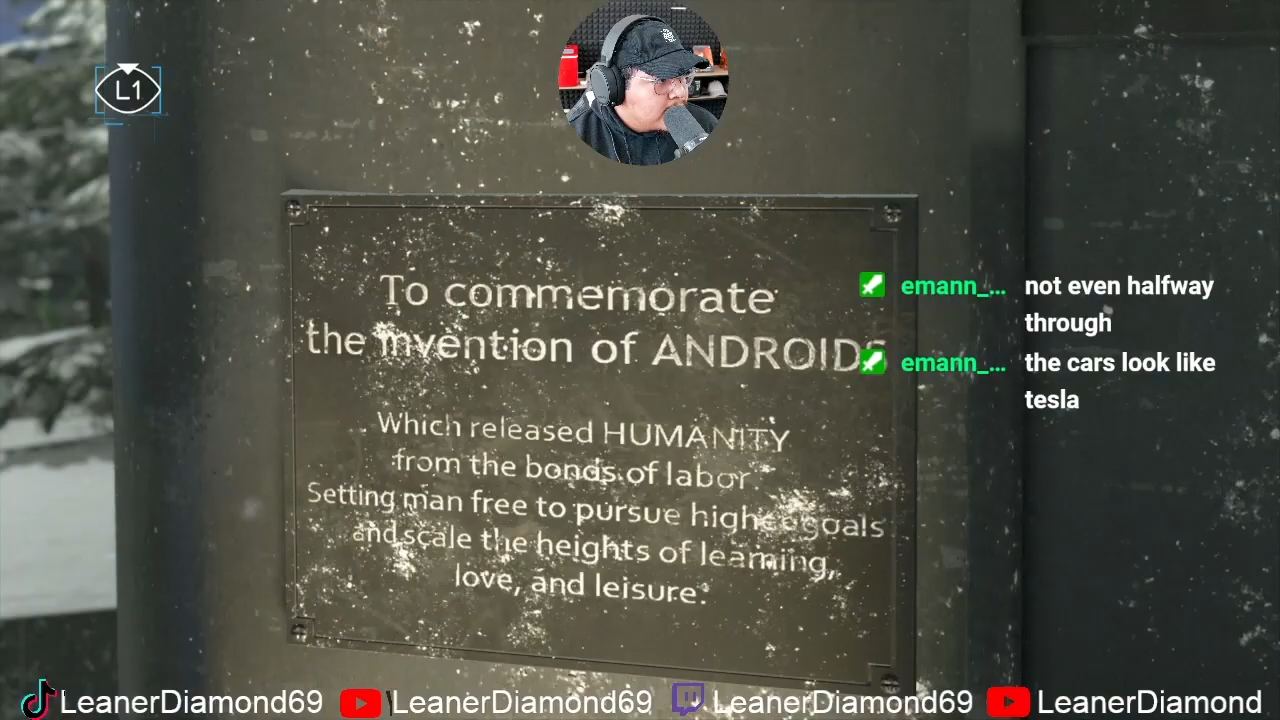 L1
To commemorate
the invention of ANDROIDS
Which released HUMANITY
from the bonds of labor.
Setting man free to pursue higher goals
and scale the heights of learning,
love, and leisure.
emann_... not even halfway
through
emann_... the cars look like
tesla
LeanerDiamond69 \LeanerDiamond69 LeanerDiamond69 LeanerDiamond